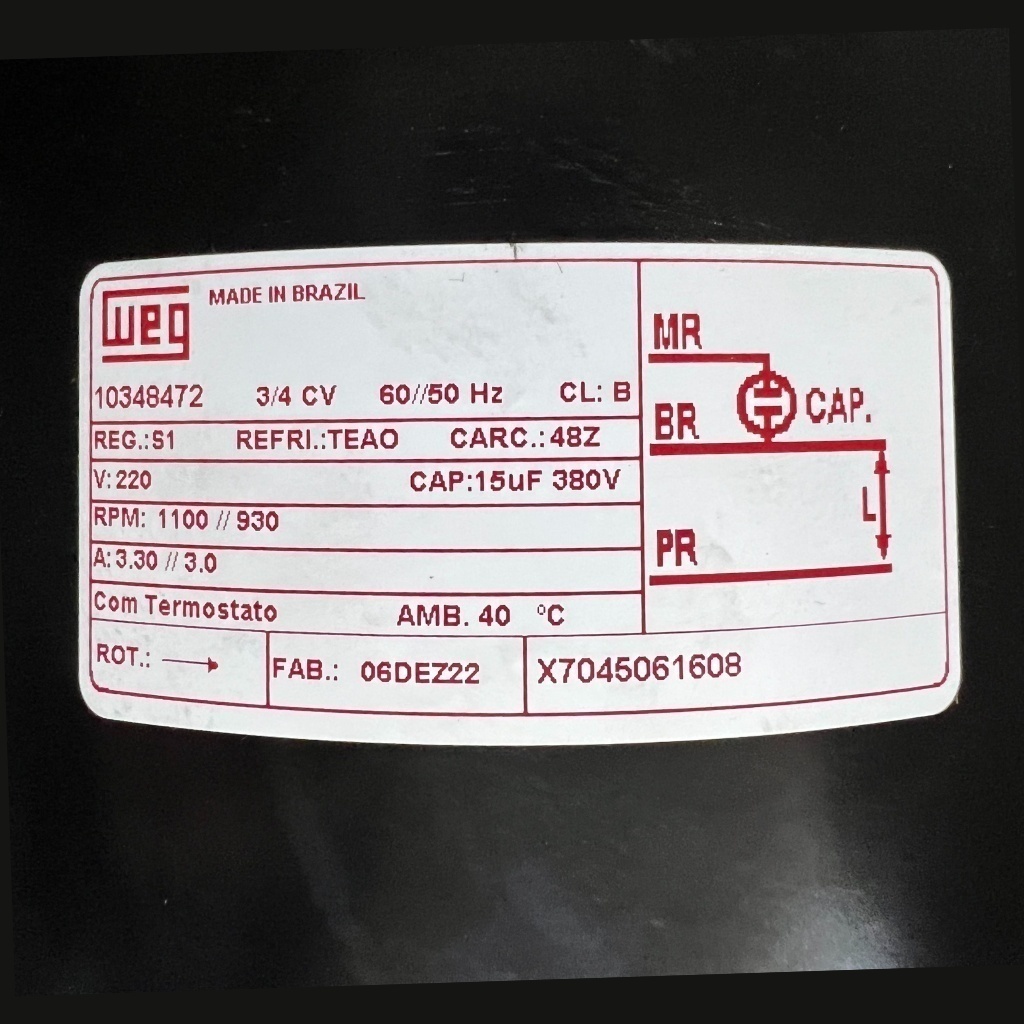 weg MADE IN BRAZIL
10348472 3/4 CV 60//50 Hz CL: B
REG.:S1 REFRI.:TEAO CARC.:48Z
V:220 CAP:15uF 380V
RPM: 1100 // 930
A:3.30 // 3.0
Com Termostato AMB. 40 ºC
ROT.: FAB.: 06DEZ22 X7045061608
MR
CAP.
BR
L
PR